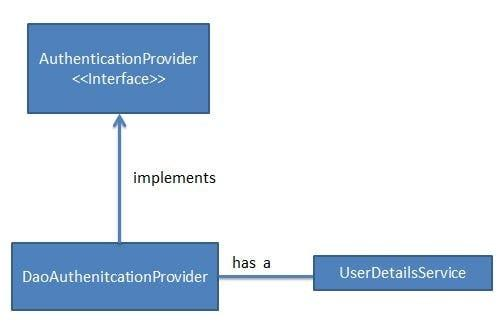 AuthenticationProvider
<<Interface>>
implements
DaoAuthenitcationProvider
has a
UserDetailsService